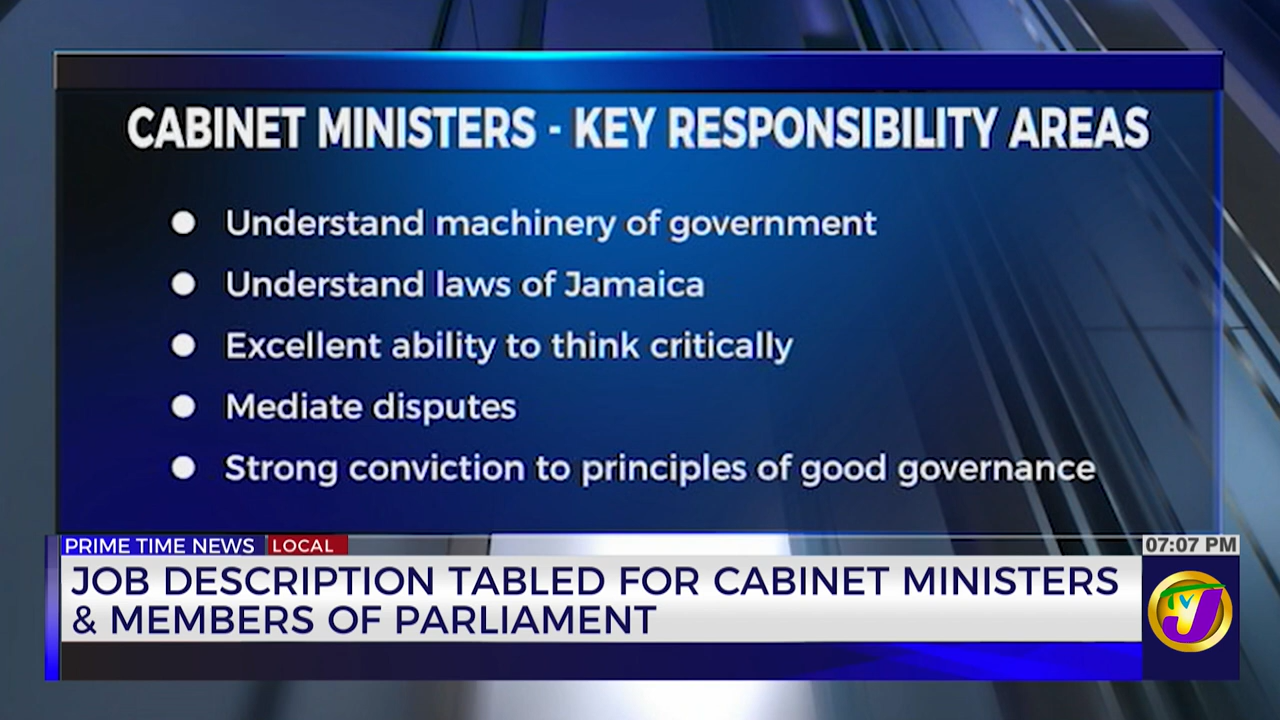 CABINET MINISTERS - KEY RESPONSIBILITY AREAS
● Understand machinery of government
● Understand laws of Jamaica
● Excellent ability to think critically
● Mediate disputes
● Strong conviction to principles of good governance
PRIME TIME NEWS LOCAL
07:07 PM
JOB DESCRIPTION TABLED FOR CABINET MINISTERS
& MEMBERS OF PARLIAMENT
TVJ